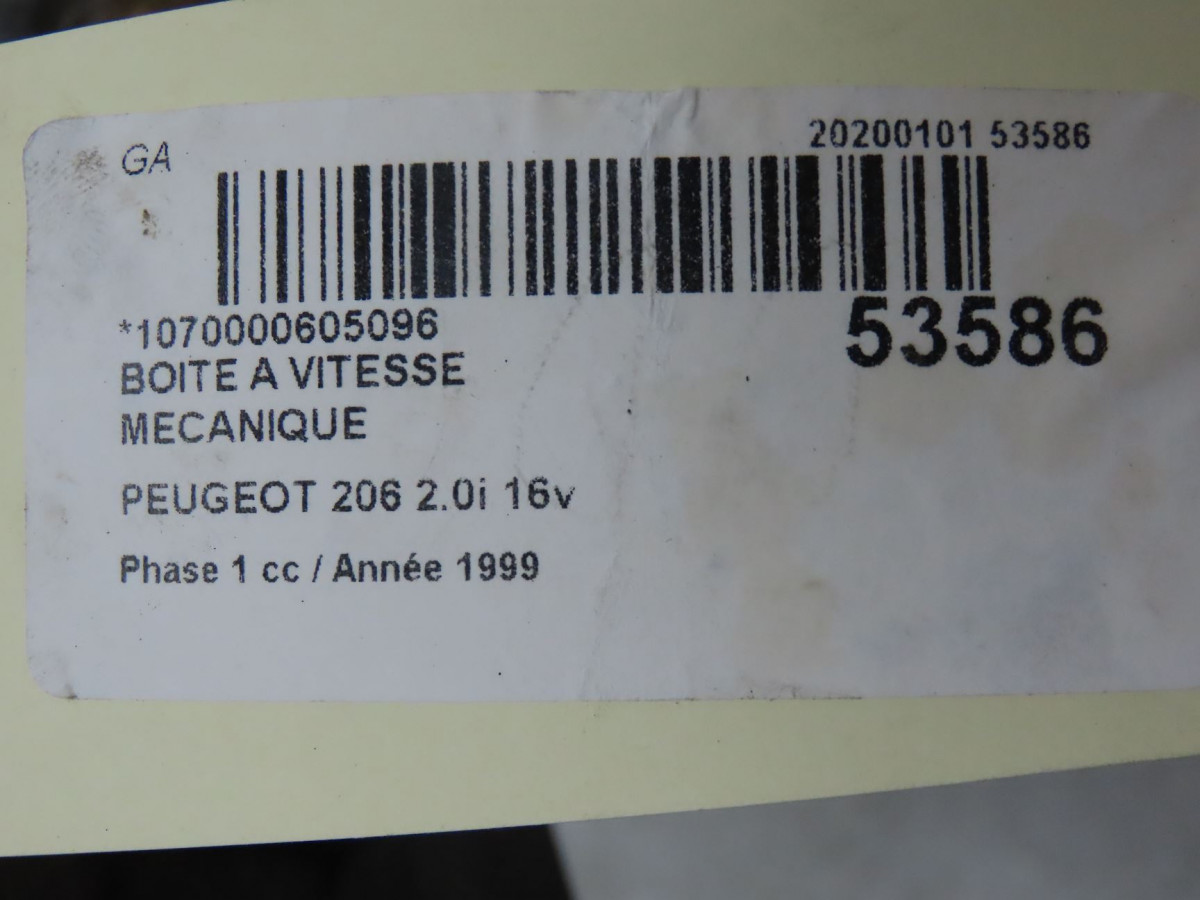 GA
20200101 53586
*1070000605096
53586
BOITE A VITESSE
MECANIQUE
PEUGEOT 206 2.0i 16v
Phase 1 cc / Année 1999